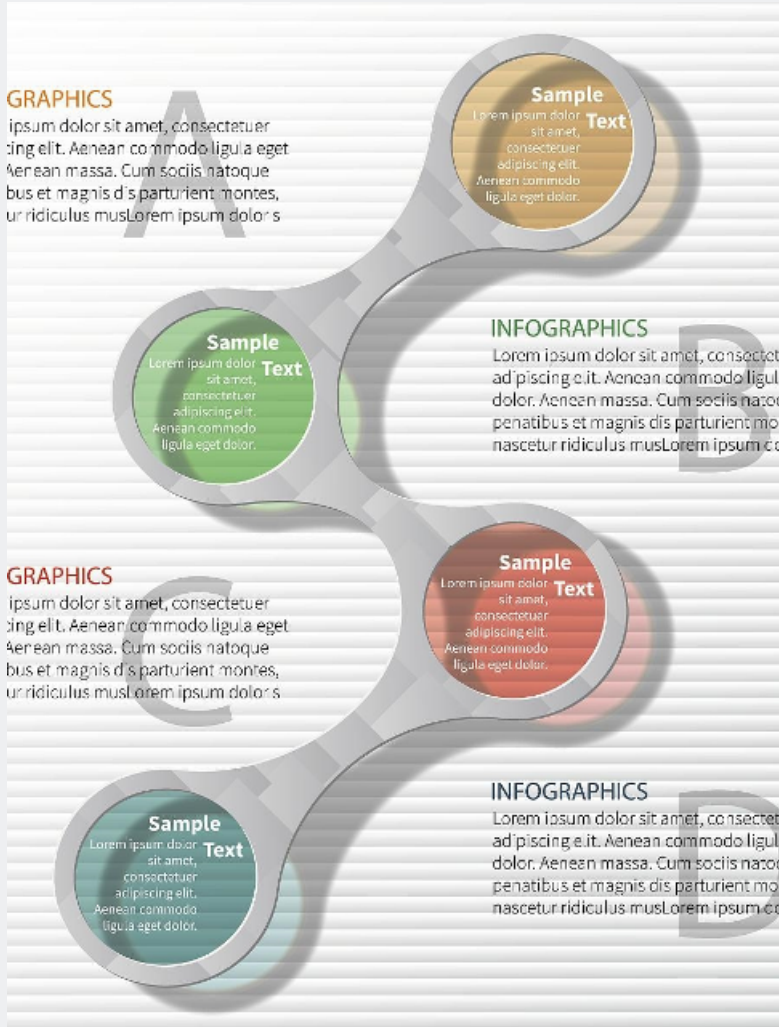 GRAPHICS
ipsum dolor sit amet, consectetuer
cing elit. Aenean commodo ligula eget
Aenean massa. Cum sociis natoque
bus et magnis dis parturient montes,
ur ridiculus musLorem ipsum dolor s
A
Sample
Text
Lorem ipsum dolor
sit amet,
consectetuer
adipiscing elit.
Aenean commodo
ligula eget dolor.
Sample
Text
Lorem ipsum dolor
sit amet,
consectetuer
adipiscing elit.
Aenean commodo
ligula eget dolor.
INFOGRAPHICS
Lorem ipsum dolor sit amet, consectet
adipiscing elit. Aenean commodo ligul
dolor. Aenean massa. Cum sociis nato
penatibus et magnis dis parturient mo
nascetur ridiculus musLorem ipsum do
B
GRAPHICS
ipsum dolor sit amet, consectetuer
cing elit. Aenean commodo ligula eget
Aenean massa. Cum sociis natoque
bus et magnis dis parturient montes,
ur ridiculus musLorem ipsum dolor s
C
Sample
Text
Lorem ipsum dolor
sit amet,
consectetuer
adipiscing elit.
Aenean commodo
ligula eget dolor.
Sample
Text
Lorem ipsum dolor
sit amet,
consectetuer
adipiscing elit.
Aenean commodo
ligula eget dolor.
INFOGRAPHICS
Lorem ipsum dolor sit amet, consectet
adipiscing elit. Aenean commodo ligul
dolor. Aenean massa. Cum sociis nato
penatibus et magnis dis parturient mo
nascetur ridiculus musLorem ipsum do
D